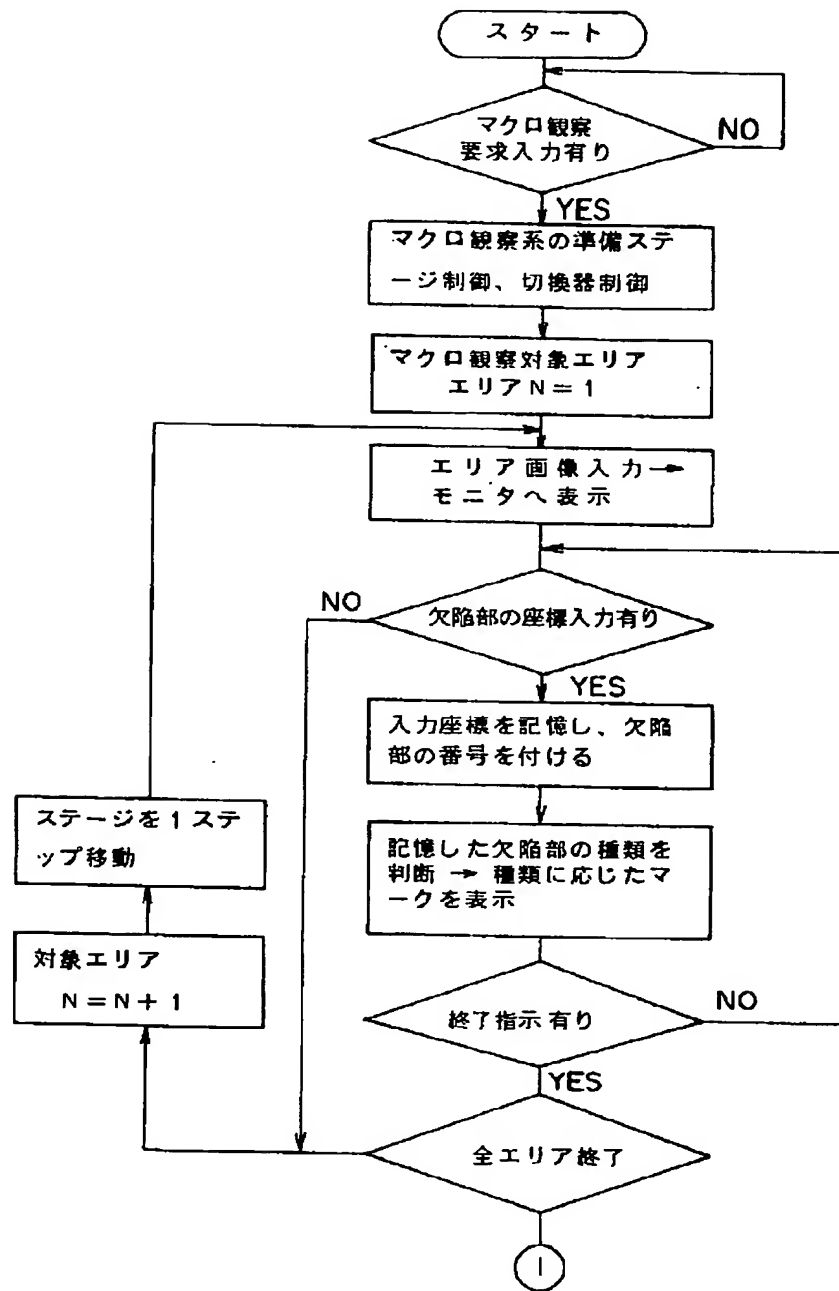 スタート
マクロ観察
要求入力有り
NO
YES
マクロ観察系の準備ステ
ージ制御、切換器制御
マクロ観察対象エリア
エリアN=1
エリア画像入力→
モニタへ表示
欠陥部の座標入力有り
NO
YES
入力座標を記憶し、欠陥
部の番号を付ける
記憶した欠陥部の種類を
判断→種類に応じたマ
ークを表示
ステージを1ステ
ップ移動
対象エリア
N=N+1
終了指示有り
NO
YES
全エリア終了
1